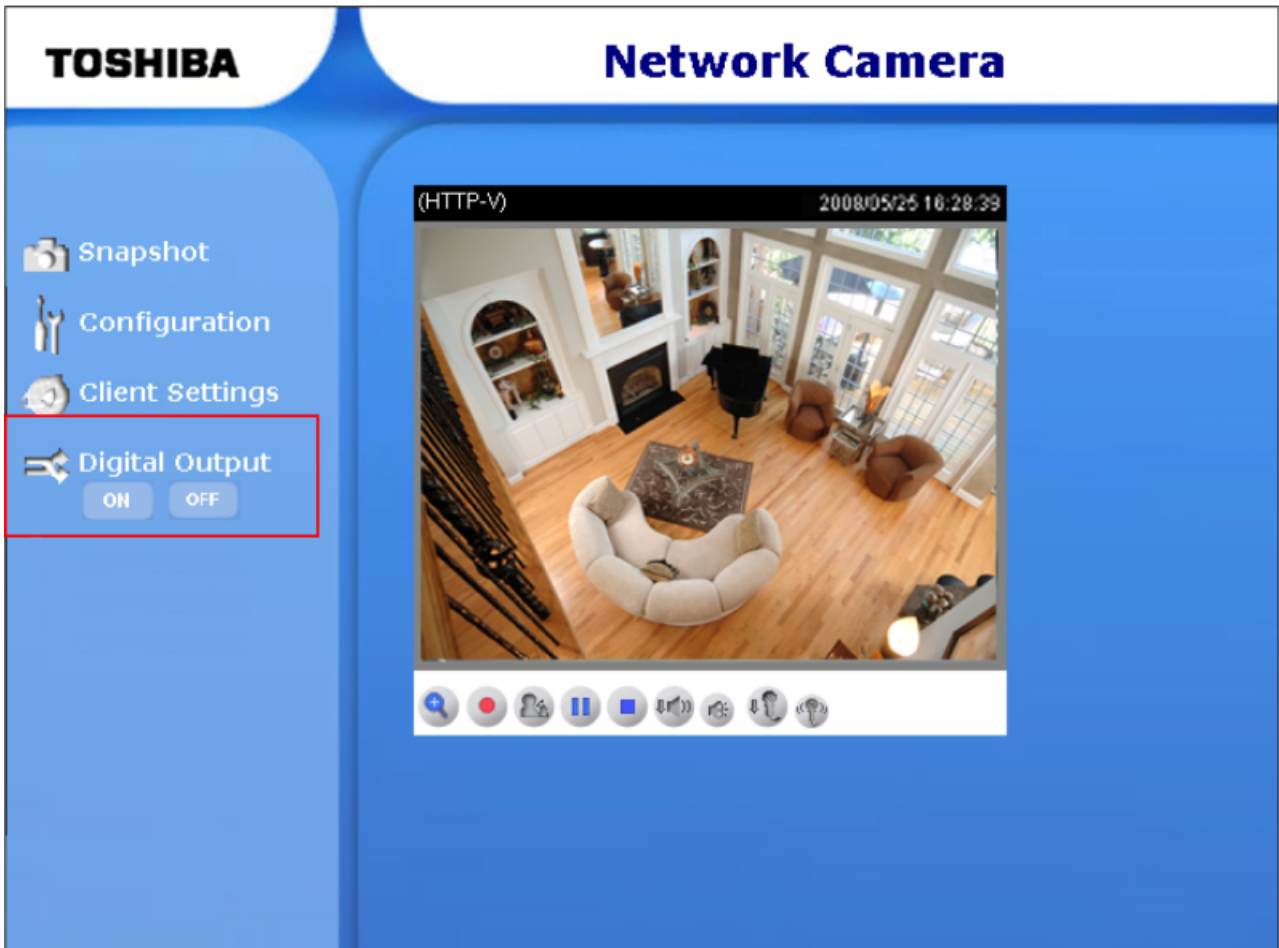 TOSHIBA
Network Camera
(HTTP-V) 2008/05/25 16:28:39
Snapshot
Configuration
Client Settings
Digital Output
ON OFF